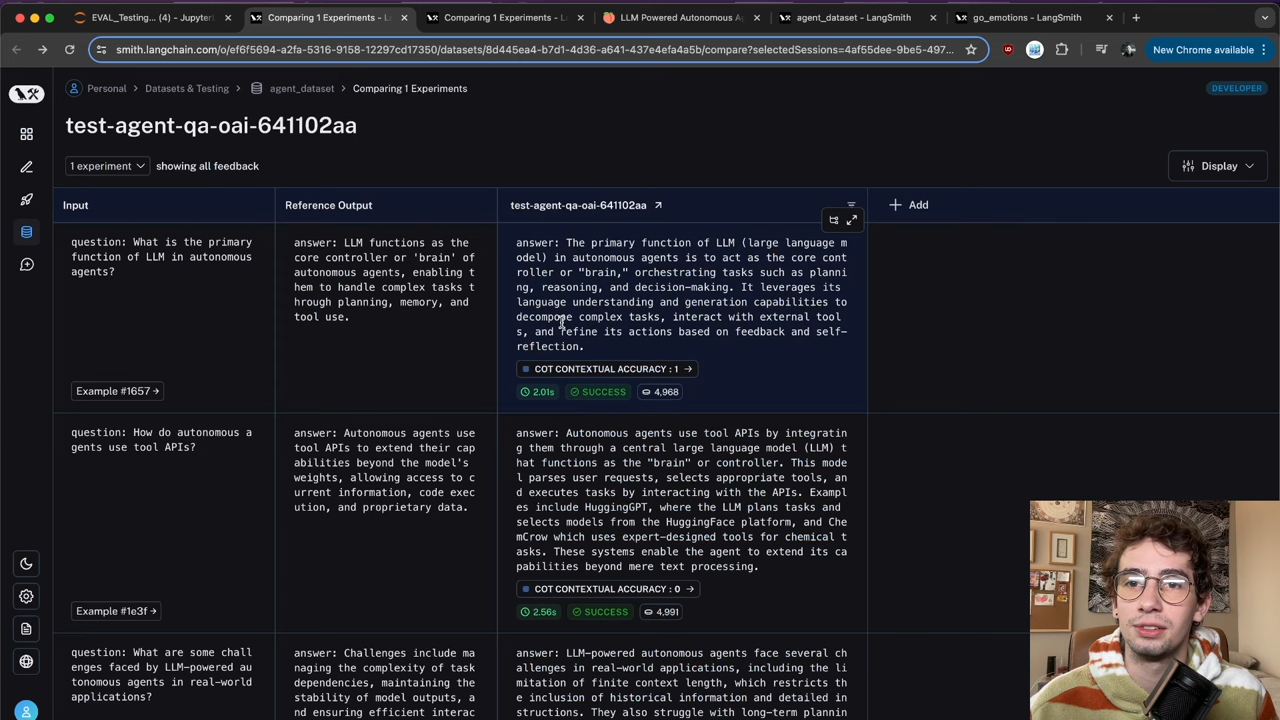 EVAL_Testing... (4) – Jupyter
Comparing 1 Experiments - L
Comparing 1 Experiments - L
LLM Powered Autonomous A
agent_dataset - LangSmith
go_emotions - LangSmith
smith.langchain.com/o/ef6f5694-a2fa-5316-9158-12297cd17350/datasets/8d445ea4-b7d1-4d36-a641-437e4efa4a5b/compare?selectedSessions=4af55dee-9be5-497...
New Chrome available
Personal > Datasets & Testing > agent_dataset > Comparing 1 Experiments
DEVELOPER
test-agent-qa-oai-641102aa
1 experiment
showing all feedback
Display
Input
Reference Output
test-agent-qa-oai-641102aa
Add
question: What is the primary
function of LLM in autonomous
agents?
Example #1657
answer: LLM functions as the
core controller or 'brain' of
autonomous agents, enabling t
hem to handle complex tasks t
hrough planning, memory, and
tool use.
answer: The primary function of LLM (large language m
odel) in autonomous agents is to act as the core cont
roller or "brain," orchestrating tasks such as planni
ng, reasoning, and decision-making. It leverages its
language understanding and generation capabilities to
decompose complex tasks, interact with external tool
s, and refine its actions based on feedback and self-
reflection.
COT CONTEXTUAL ACCURACY : 1
2.01s
SUCCESS
4,968
question: How do autonomous a
gents use tool APIs?
Example #1e3f
answer: Autonomous agents use
tool APIs to extend their cap
abilities beyond the model's
weights, allowing access to c
urrent information, code exec
ution, and proprietary data.
answer: Autonomous agents use tool APIs by integratin
g them through a central large language model (LLM) t
hat functions as the "brain" or controller. This mode
l parses user requests, selects appropriate tools, an
d executes tasks by interacting with the APIs. Exampl
es include HuggingGPT, where the LLM plans tasks and
selects models from the HuggingFace platform, and Che
mCrow which uses expert-designed tools for chemical t
asks. These systems enable the agent to extend its ca
pabilities beyond mere text processing.
COT CONTEXTUAL ACCURACY : 0
2.56s
SUCCESS
4,991
question: What are some chall
enges faced by LLM-powered au
tonomous agents in real-world
applications?
answer: Challenges include ma
naging the complexity of task
dependencies, maintaining the
stability of model outputs, a
nd ensuring efficient interac
answer: LLM-powered autonomous agents face several ch
allenges in real-world applications, including the li
mitation of finite context length, which restricts th
e inclusion of historical information and detailed in
structions. They also struggle with long-term plannin